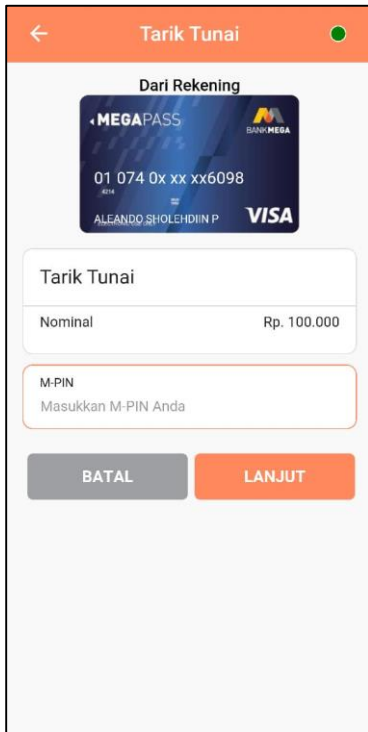 Tarik Tunai
Dari Rekening
MEGAPASS
BANKMEGA
01 074 0x xx xx6098
4214
ALEANDO SHOLEHDIIN P
VISA
Tarik Tunai
Nominal Rp. 100.000
M-PIN
Masukkan M-PIN Anda
BATAL LANJUT